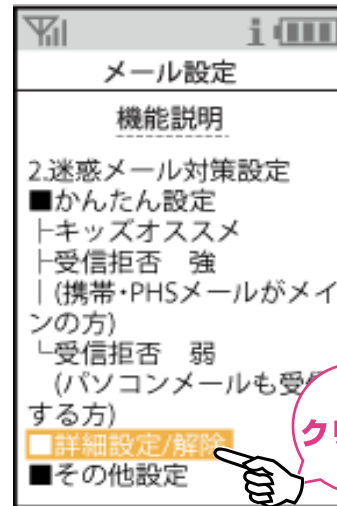 メール設定
機能説明
2.迷惑メール対策設定
■かんたん設定
├キッズオススメ
├受信拒否　強
｜(携帯・PHSメールがメイ
ンの方)
└受信拒否　弱
(パソコンメールも受信
する方)
■詳細設定/解除
■その他設定